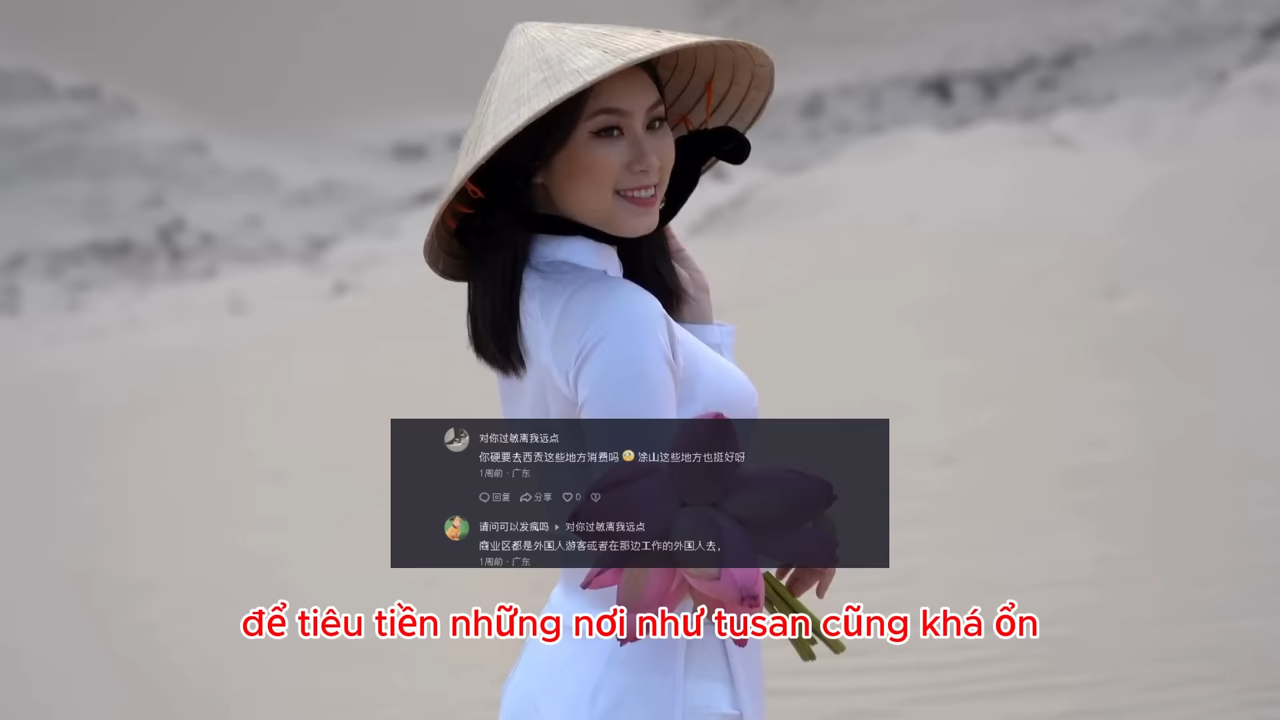 对你过敏离我远点
你硬要去西贡这些地方消费吗 🥲 涂山这些地方也挺好呀
1周前 · 广东
回复 分享 0
请问可以发疯吗 ▸ 对你过敏离我远点
商业区都是外国人游客或者在那边工作的外国人去,
1周前 · 广东
để tiêu tiền những nơi như tusan cũng khá ổn